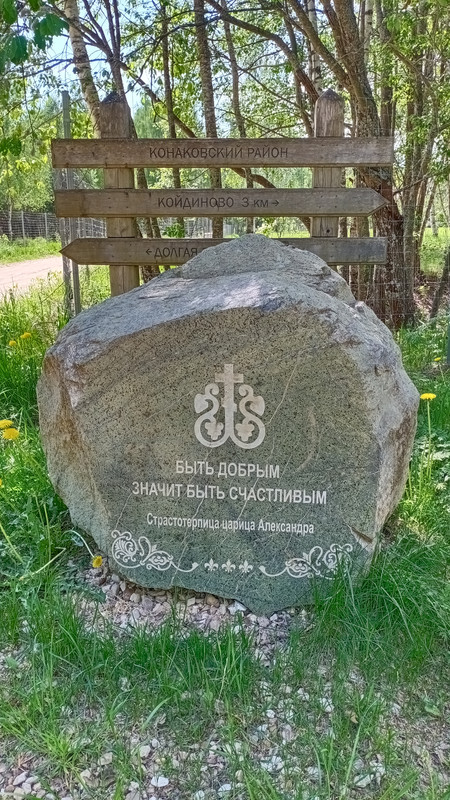 КОНАКОВСКИЙ РАЙОН
КОЙДИНОВО 3 км →
← ДОЛГАЯ
БЫТЬ ДОБРЫМ
ЗНАЧИТ БЫТЬ СЧАСТЛИВЫМ
Страстотерпица царица Александра